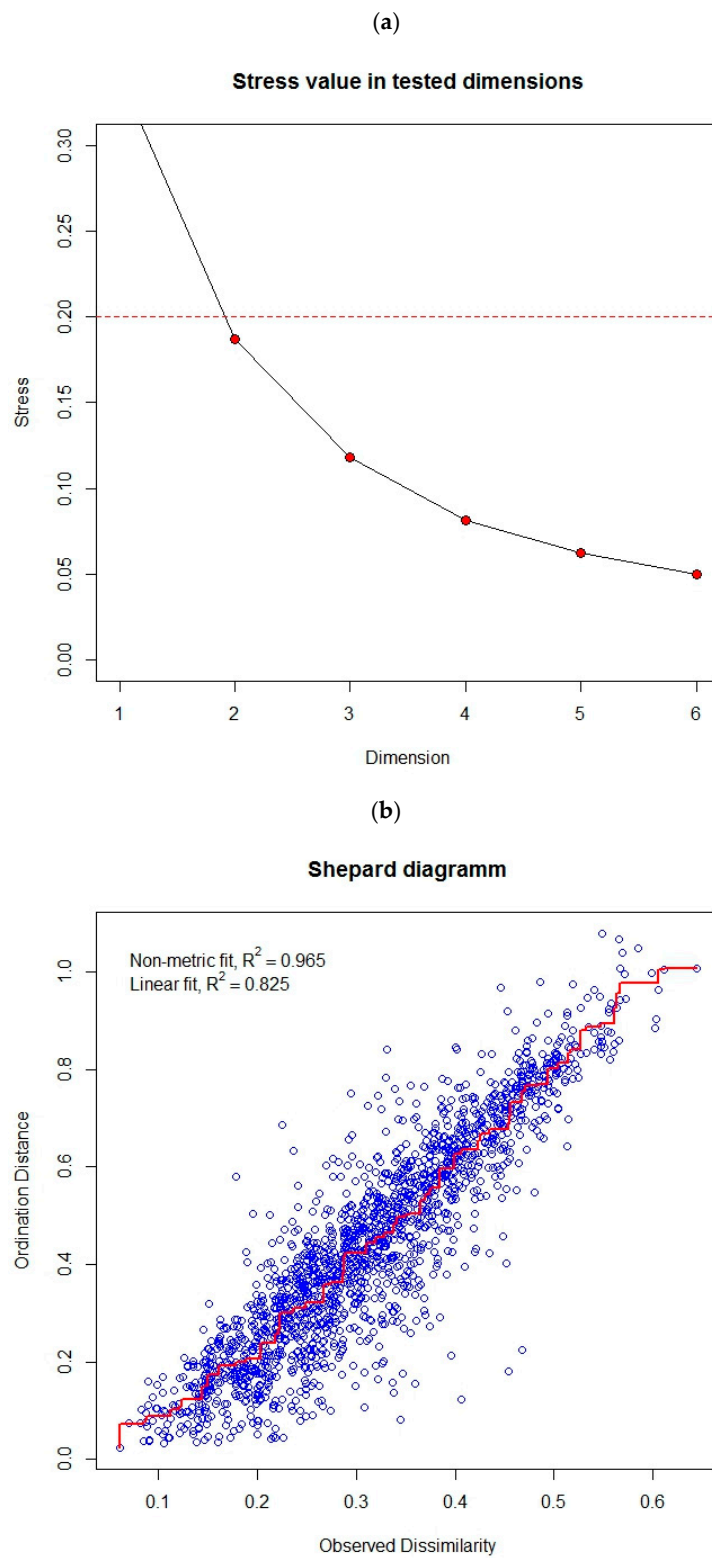 (a)
Stress value in tested dimensions
0.30
0.25
0.20
0.15
0.10
0.05
0.00
Stress
1 2 3 4 5 6
Dimension
(b)
Shepard diagramm
Non-metric fit, R² = 0.965
Linear fit, R² = 0.825
1.0
0.8
0.6
0.4
0.2
0.0
Ordination Distance
0.1 0.2 0.3 0.4 0.5 0.6
Observed Dissimilarity